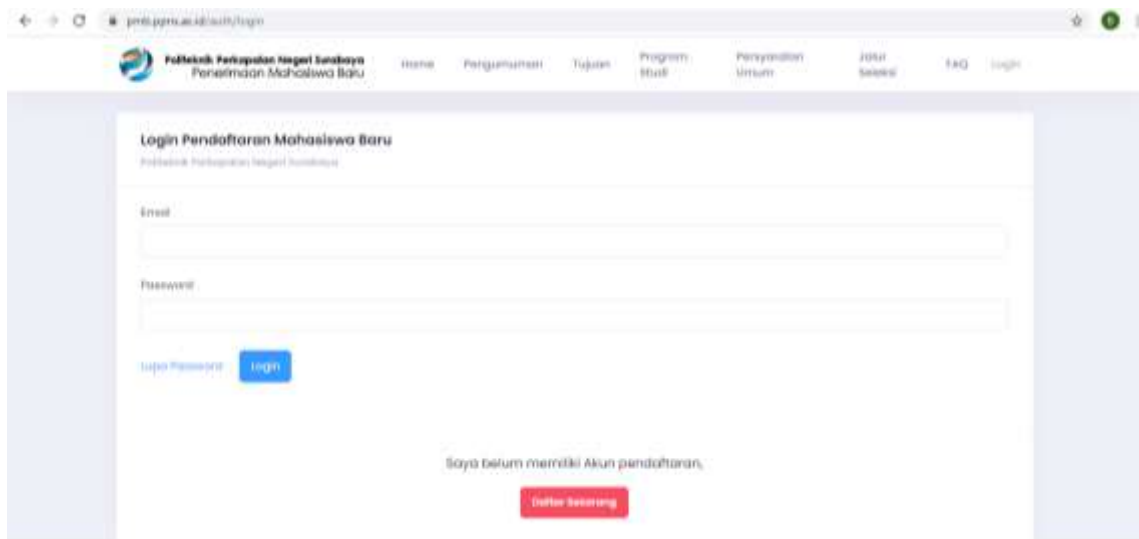 pmb.ppns.ac.id/auth/login
Politeknik Perkapalan Negeri Surabaya
Penerimaan Mahasiswa Baru
Home
Pengumuman
Tujuan
Program Studi
Persyaratan Umum
Jalur Seleksi
FAQ
Login
Login Pendaftaran Mahasiswa Baru
Politeknik Perkapalan Negeri Surabaya
Email
Password
Lupa Password
Login
Saya belum memiliki Akun pendaftaran,
Daftar Sekarang